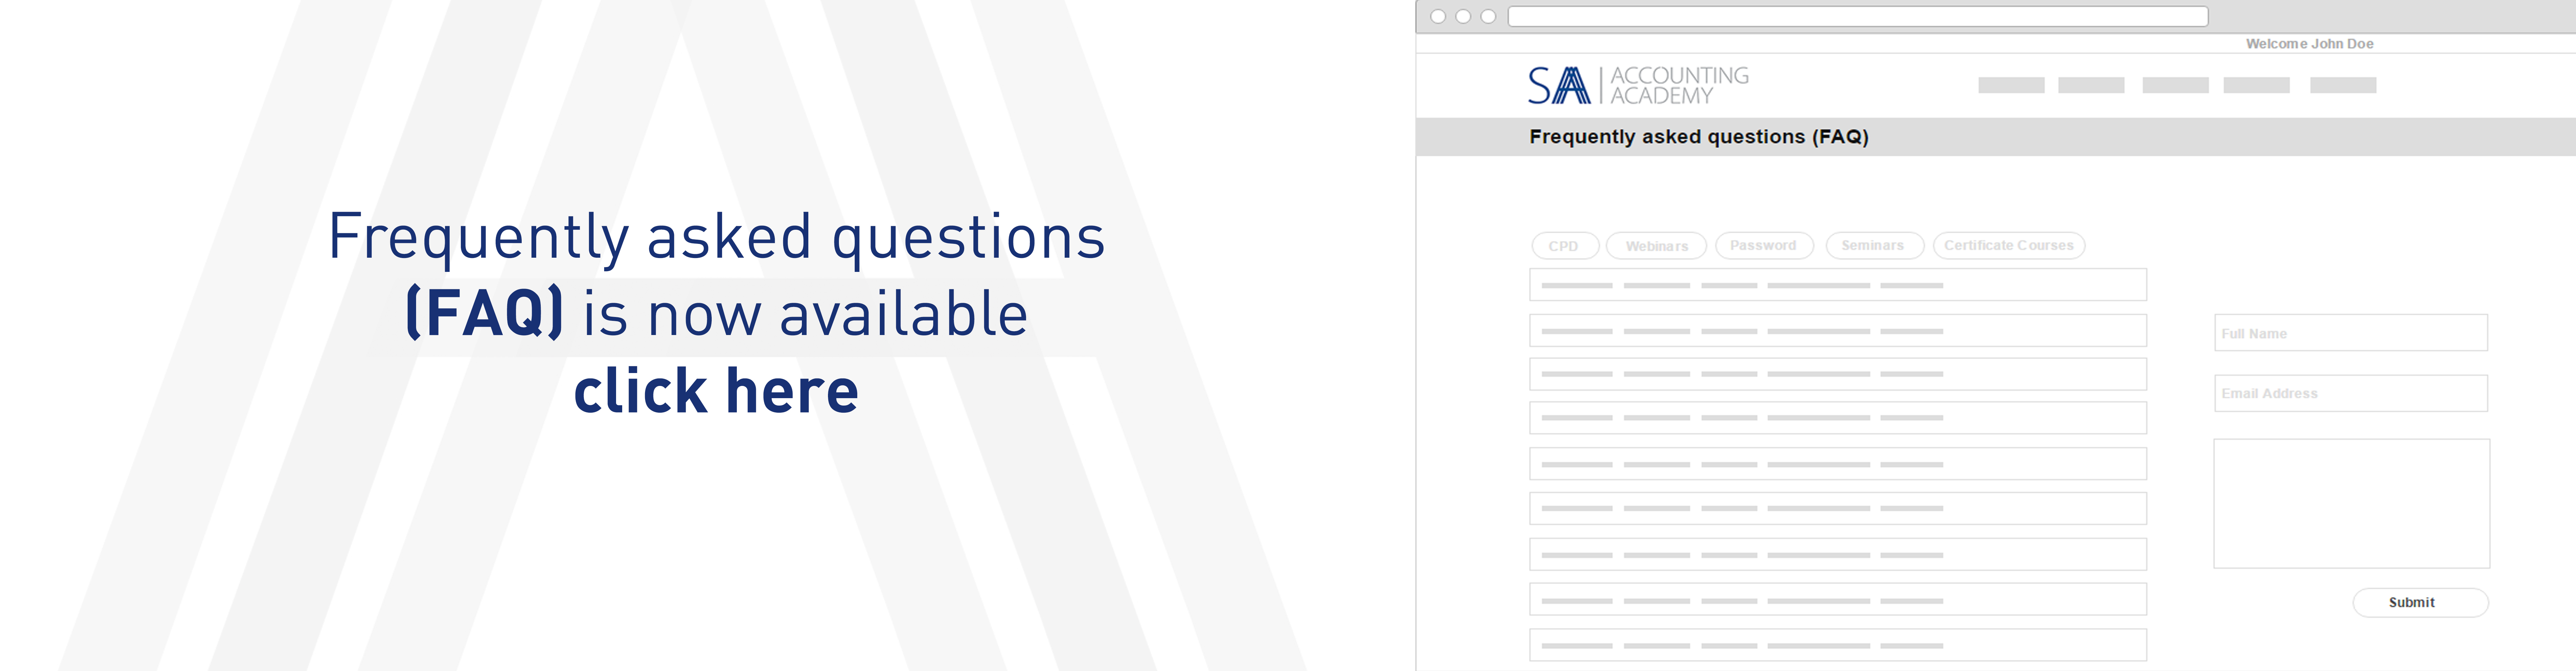 Frequently asked questions
(FAQ) is now available
click here
Welcome John Doe
SAA ACCOUNTING
ACADEMY
Frequently asked questions (FAQ)
CPD Webinars Password Seminars Certificate Courses
Full Name
Email Address
Submit